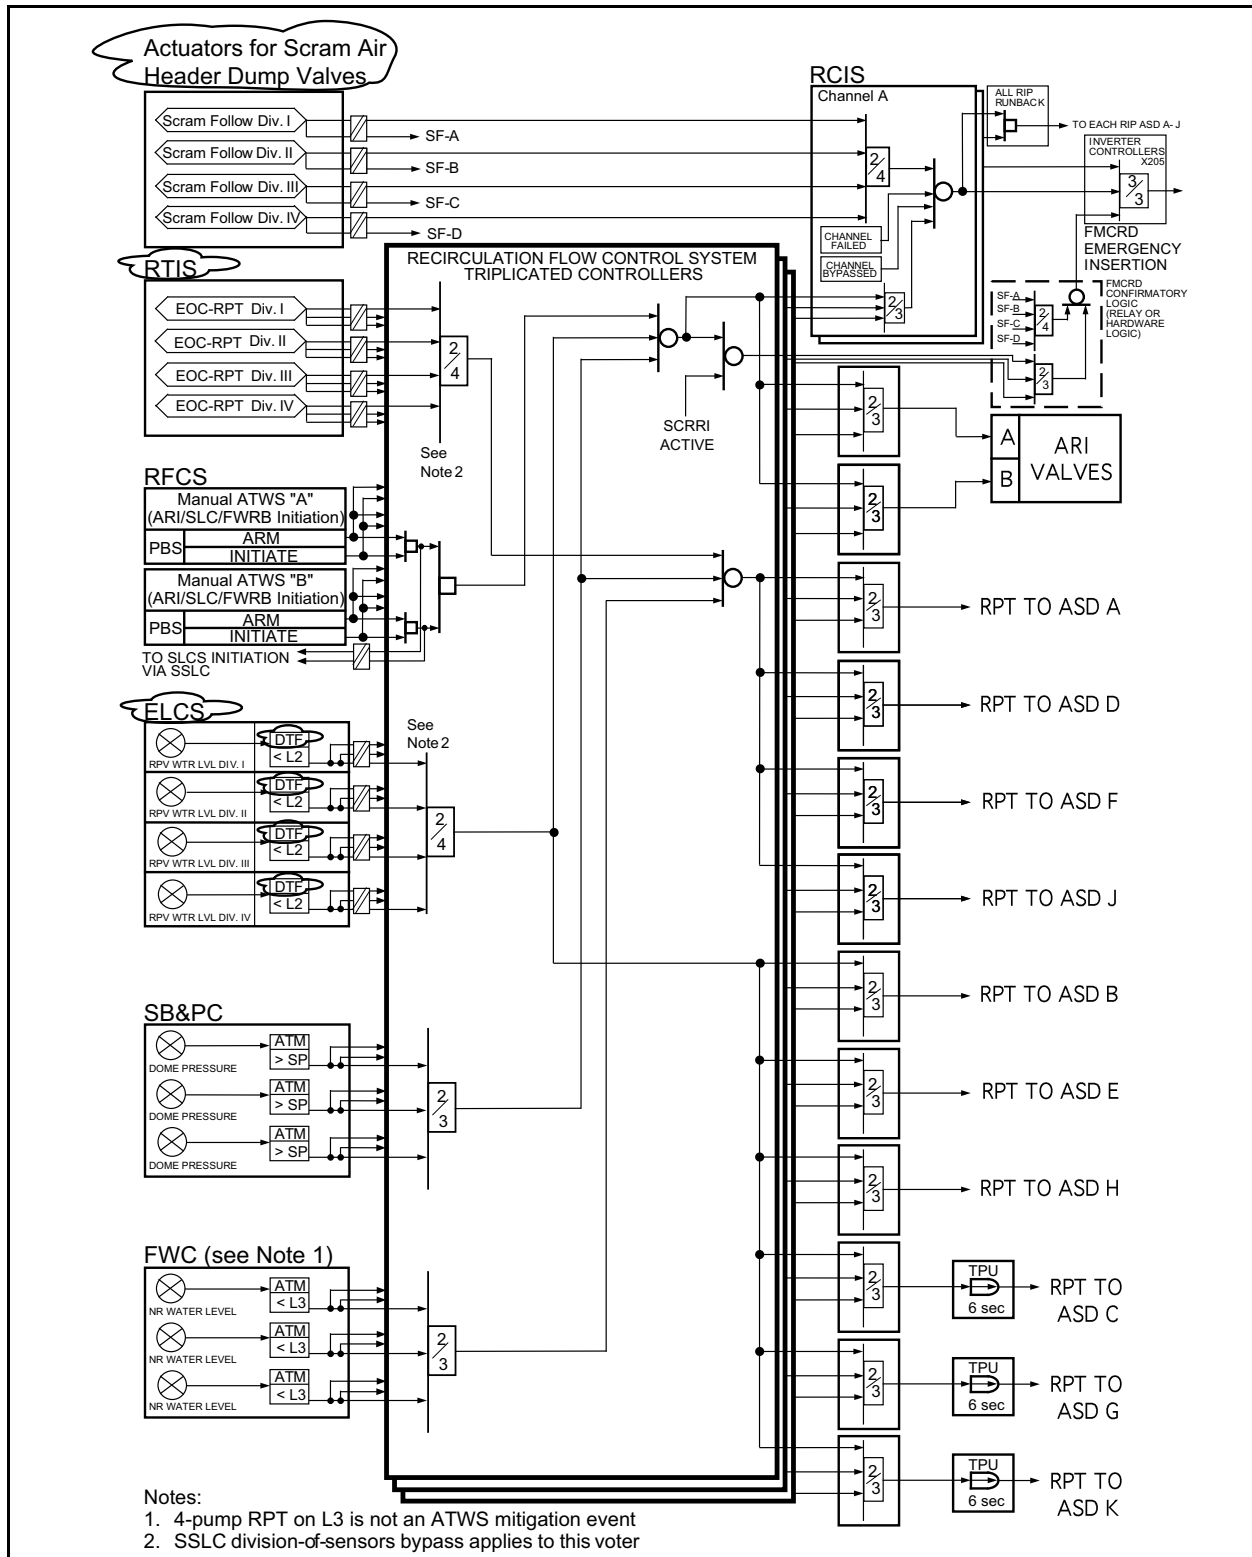 Actuators for Scram Air
Header Dump Valves
Scram Follow Div. I
Scram Follow Div. II
Scram Follow Div. III
Scram Follow Div. IV
SF-A
SF-B
SF-C
SF-D
RCIS
Channel A
2/4
CHANNEL
FAILED
CHANNEL
BYPASSED
2/3
ALL RIP
RUNBACK
TO EACH RIP ASD A- J
INVERTER
CONTROLLERS
X205
3/3
FMCRD
EMERGENCY
INSERTION
FMCRD
CONFIRMATORY
LOGIC
(RELAY OR
HARDWARE
LOGIC)
SF-A
SF-B
SF-C
SF-D
2/4
2/3
RTIS
EOC-RPT Div. I
EOC-RPT Div. II
EOC-RPT Div. III
EOC-RPT Div. IV
RECIRCULATION FLOW CONTROL SYSTEM
TRIPLICATED CONTROLLERS
2/4
See
Note 2
SCRRI
ACTIVE
2/3
2/3
A
B
ARI
VALVES
RFCS
Manual ATWS "A"
(ARI/SLC/FWRB Initiation)
PBS
ARM
INITIATE
Manual ATWS "B"
(ARI/SLC/FWRB Initiation)
PBS
ARM
INITIATE
TO SLCS INITIATION
VIA SSLC
2/3
RPT TO ASD A
2/3
RPT TO ASD D
2/3
RPT TO ASD F
2/3
RPT TO ASD J
2/3
RPT TO ASD B
2/3
RPT TO ASD E
2/3
RPT TO ASD H
2/3
TPU
6 sec
RPT TO
ASD C
2/3
TPU
6 sec
RPT TO
ASD G
2/3
TPU
6 sec
RPT TO
ASD K
ELCS
RPV WTR LVL DIV. I
DTF
< L2
RPV WTR LVL DIV. II
DTF
< L2
RPV WTR LVL DIV. III
DTF
< L2
RPV WTR LVL DIV. IV
DTF
< L2
See
Note 2
2/4
SB&PC
DOME PRESSURE
ATM
> SP
DOME PRESSURE
ATM
> SP
DOME PRESSURE
ATM
> SP
2/3
FWC (see Note 1)
NR WATER LEVEL
ATM
< L3
NR WATER LEVEL
ATM
< L3
NR WATER LEVEL
ATM
< L3
2/3
Notes:
1. 4-pump RPT on L3 is not an ATWS mitigation event
2. SSLC division-of-sensors bypass applies to this voter